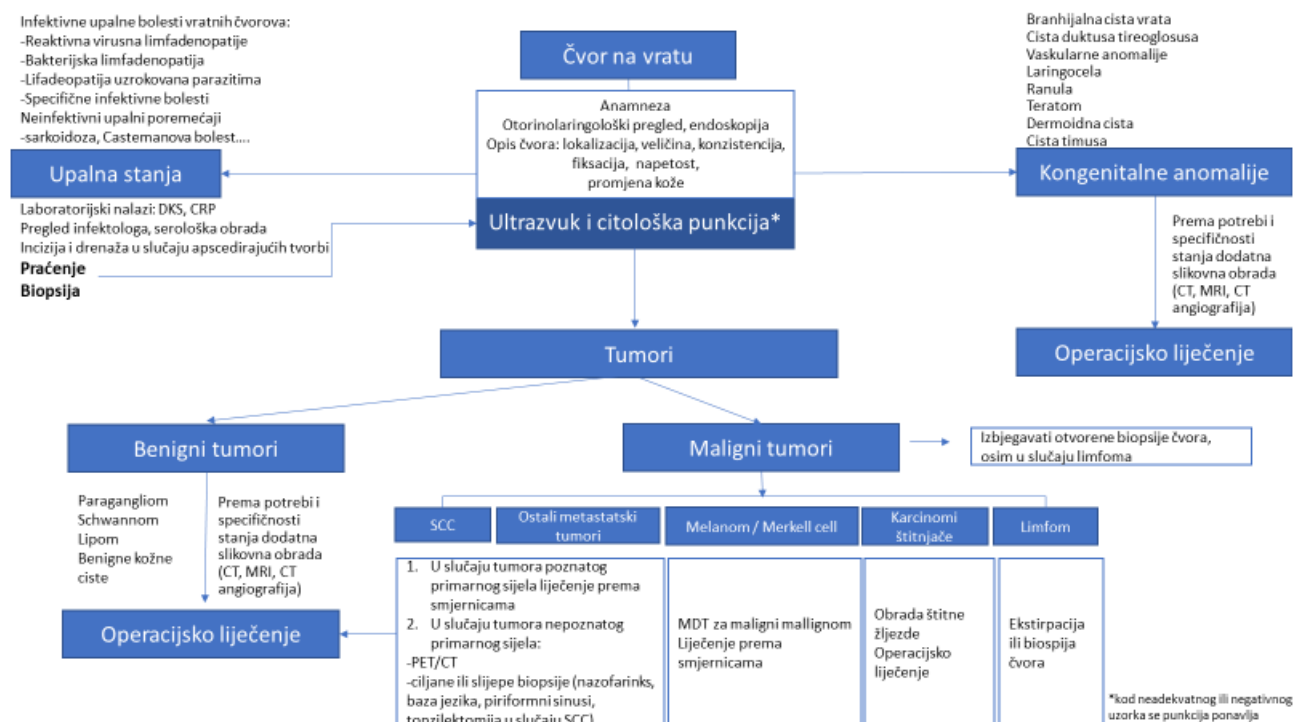 Infektivne upalne bolesti vratnih čvorova:
-Reaktivna virusna limfadenopatije
-Bakterijska limfadenopatija
-Lifadeopatija uzrokovana parazitima
-Specifične infektivne bolesti
Neinfektivni upalni poremećaji
-sarkoidoza, Castemanova bolest....
Upalna stanja
Laboratorijski nalazi: DKS, CRP
Pregled infektologa, serološka obrada
Incizija i drenaža u slučaju apscedirajućih tvorbi
Praćenje
Biopsija
Čvor na vratu
Anamneza
Otorinolaringološki pregled, endoskopija
Opis čvora: lokalizacija, veličina, konzistencija,
fiksacija, napetost,
promjena kože
Ultrazvuk i citološka punkcija*
Branhijalna cista vrata
Cista duktusa tireoglosusa
Vaskularne anomalije
Laringocela
Ranula
Teratom
Dermoidna cista
Cista timusa
Kongenitalne anomalije
Prema potrebi i
specifičnosti
stanja dodatna
slikovna obrada
(CT, MRI, CT
angiografija)
Operacijsko liječenje
Tumori
Benigni tumori
Paragangliom
Schwannom
Lipom
Benigne kožne
ciste
Prema potrebi i
specifičnosti
stanja dodatna
slikovna obrada
(CT, MRI, CT
angiografija)
Operacijsko liječenje
Maligni tumori
Izbjegavati otvorene biopsije čvora,
osim u slučaju limfoma
SCC
Ostali metastatski
tumori
Melanom / Merkell cell
Karcinomi
štitnjače
Limfom
1. U slučaju tumora poznatog
primarnog sijela liječenje prema
smjernicama
2. U slučaju tumora nepoznatog
primarnog sijela:
-PET/CT
-ciljane ili slijepe biopsije (nazofarinks,
baza jezika, piriformni sinusi,
tonzilektomija u slučaju SCC)
MDT za maligni mallignom
Liječenje prema
smjernicama
Obrada štitne
žljezde
Operacijsko
liječenje
Ekstirpacija
ili biospija
čvora
*kod neadekvatnog ili negativnog
uzorka se punkcija ponavlja